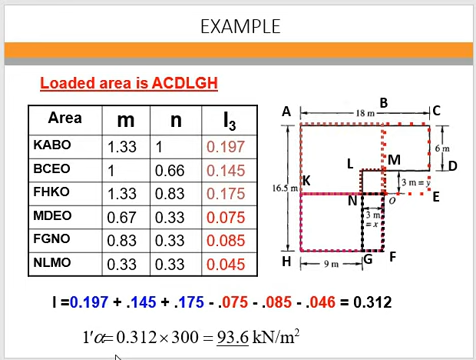 EXAMPLE
Loaded area is ACDLGH
Area m n I3
KABO 1.33 1 0.197
BCEO 1 0.66 0.145
FHKO 1.33 0.83 0.175
MDEO 0.67 0.33 0.075
FGNO 0.83 0.33 0.085
NLMO 0.33 0.33 0.045
A B C
18 m
6 m
L M D
K 3 m = y
16.5 m
N O E
3 m
= x
H G F
9 m
I =0.197 + .145 + .175 - .075 - .085 - .046 = 0.312
1′α= 0.312 × 300 = 93.6 kN/m²